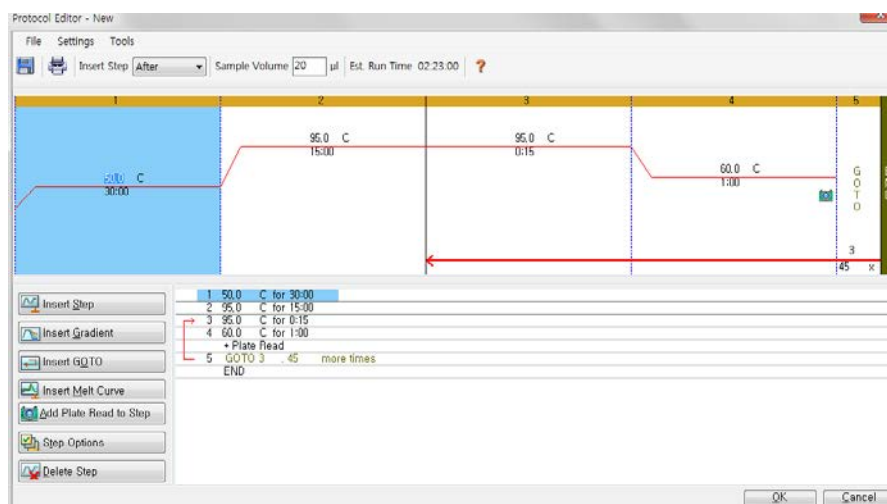 Protocol Editor - New
File Settings Tools
Insert Step After Sample Volume 20 µl Est. Run Time 02:23:00 ?
1 2 3 4 5
95.0 C 95.0 C
15:00 0:15
60.0 C
1:00
50.0 C
30:00
GOTO
3
45 x
Insert Step
Insert Gradient
Insert GOTO
Insert Melt Curve
Add Plate Read to Step
Step Options
Delete Step
1 50.0 C for 30:00
2 95.0 C for 15:00
3 95.0 C for 0:15
4 60.0 C for 1:00
+ Plate Read
5 GOTO 3 , 45 more times
END
OK Cancel